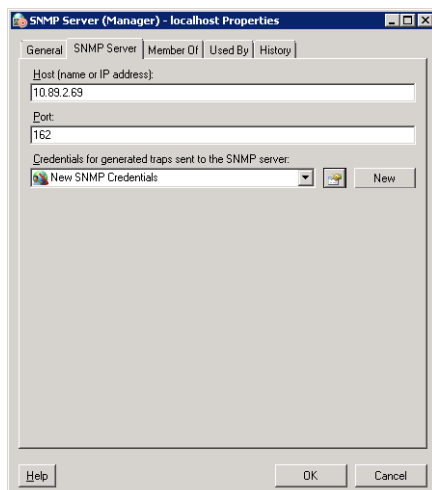 SNMP Server (Manager) - localhost Properties
General SNMP Server Member Of Used By History
Host (name or IP address):
10.89.2.69
Port:
162
Credentials for generated traps sent to the SNMP server:
New SNMP Credentials New
Help OK Cancel